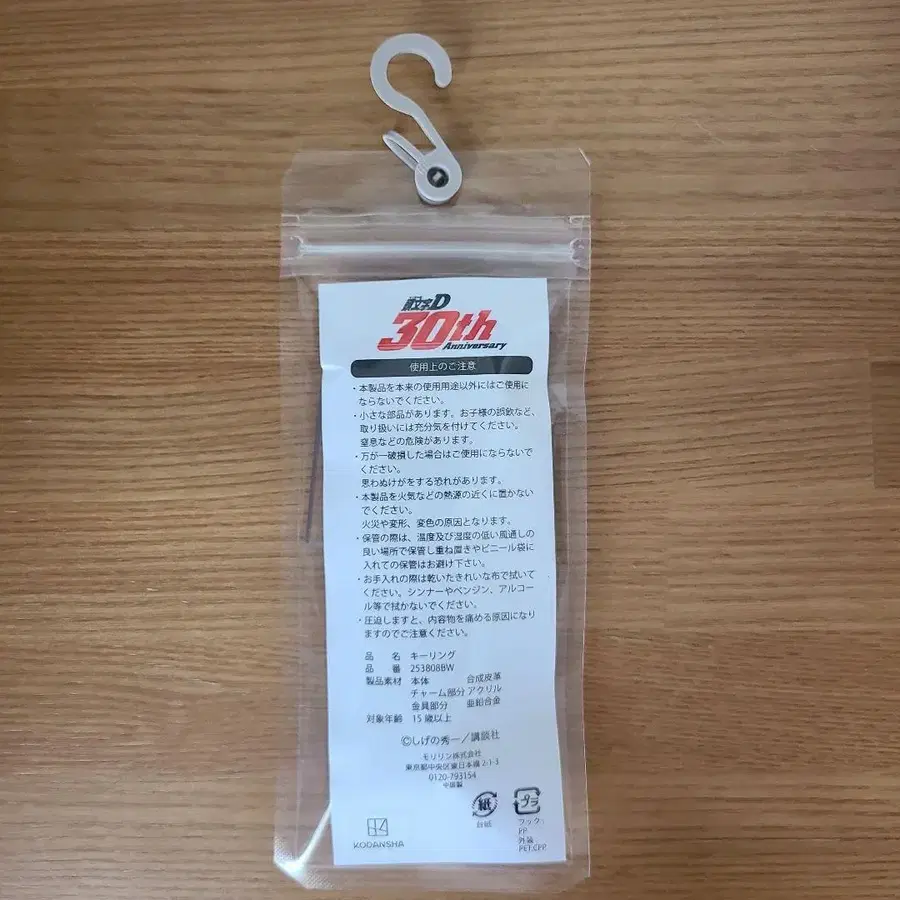 頭文字D
30th
Anniversary
使用上のご注意
・本製品を本来の使用用途以外にはご使用に
ならないでください。
・小さな部品があります。お子様の誤飲など、
取り扱いには充分気を付けてください。
窒息などの危険があります。
・万が一破損した場合はご使用にならないで
ください。
思わぬけがをする恐れがあります。
・本製品を火気などの熱源の近くに置かない
でください。
火災や変形、変色の原因となります。
・保管の際は、温度及び湿度の低い風通しの
良い場所で保管し重ね置きやビニール袋に
入れての保管はお避け下さい。
・お手入れの際は乾いたきれいな布で拭いて
ください。シンナーやベンジン、アルコー
ル等で拭かないでください。
・圧迫しますと、内容物を痛める原因になり
ますのでご注意ください。
品 名 キーリング
品 番 253808BW
製品素材 本体 合成皮革
チャーム部分 アクリル
金具部分 亜鉛合金
対象年齢 15歳以上
©しげの秀一／講談社
モリリン株式会社
東京都中央区東日本橋 2-1-3
0120-793154
中国製
紙
台紙
プラ
フック:
PP
外装:
PET,CPP
KODANSHA